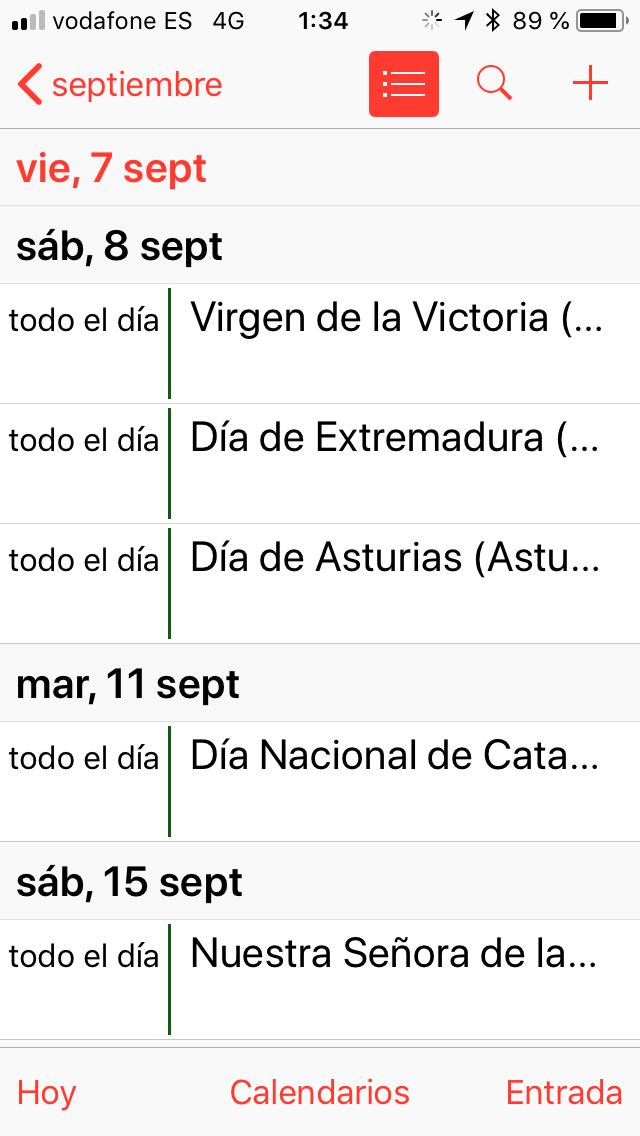 vodafone ES 4G 1:34 89 %
septiembre
vie, 7 sept
sáb, 8 sept
todo el día Virgen de la Victoria (...
todo el día Día de Extremadura (...
todo el día Día de Asturias (Astu...
mar, 11 sept
todo el día Día Nacional de Cata...
sáb, 15 sept
todo el día Nuestra Señora de la...
Hoy Calendarios Entrada